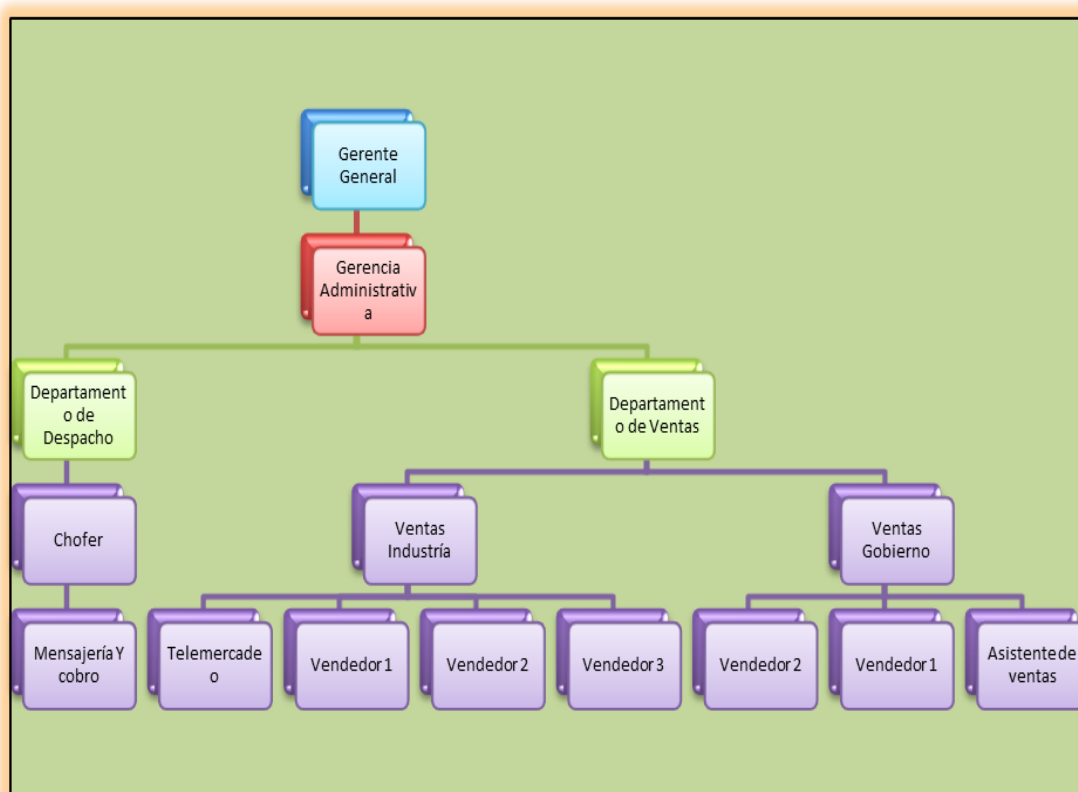 Gerente
General
Gerencia
Administrativ
a
Departament
o de
Despacho
Departament
o de Ventas
Chofer
Ventas
Industría
Ventas
Gobierno
Mensajería Y
cobro
Telemercade
o
Vendedor 1
Vendedor 2
Vendedor 3
Vendedor 2
Vendedor 1
Asistente de
ventas